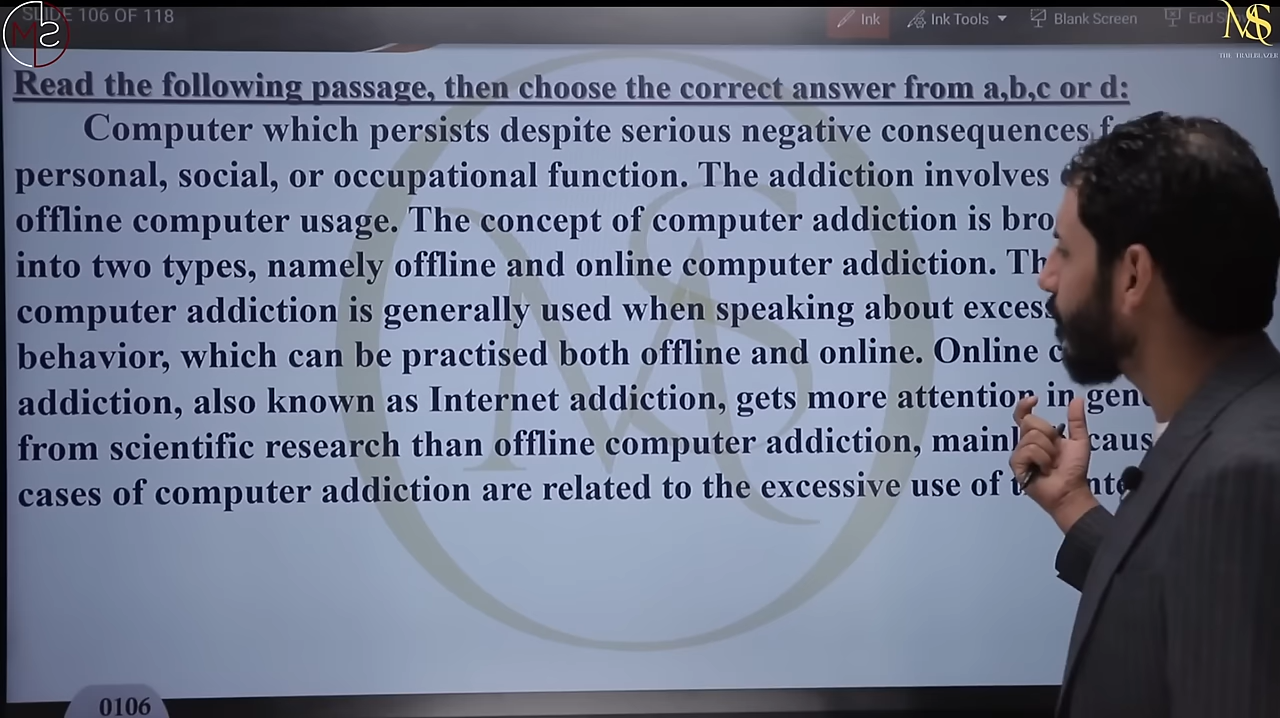 SLIDE 106 OF 118
Ink
Ink Tools
Blank Screen
End
MS
THE TRAILBLAZER
Read the following passage, then choose the correct answer from a,b,c or d:
Computer which persists despite serious negative consequences
personal, social, or occupational function. The addiction involves
offline computer usage. The concept of computer addiction is
into two types, namely offline and online computer addiction.
computer addiction is generally used when speaking about
behavior, which can be practised both offline and online. Online
addiction, also known as Internet addiction, gets more attention in
from scientific research than offline computer addiction,
cases of computer addiction are related to the excessive use of
0106